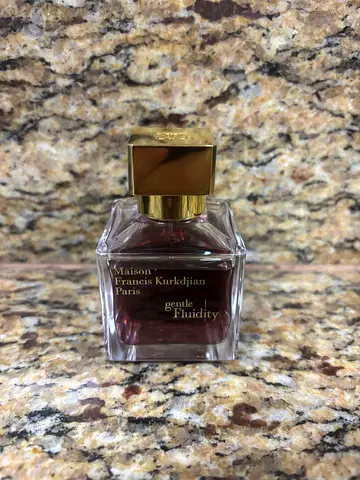 Maison
Francis Kurkdjian
Paris
gentle
Fluidity